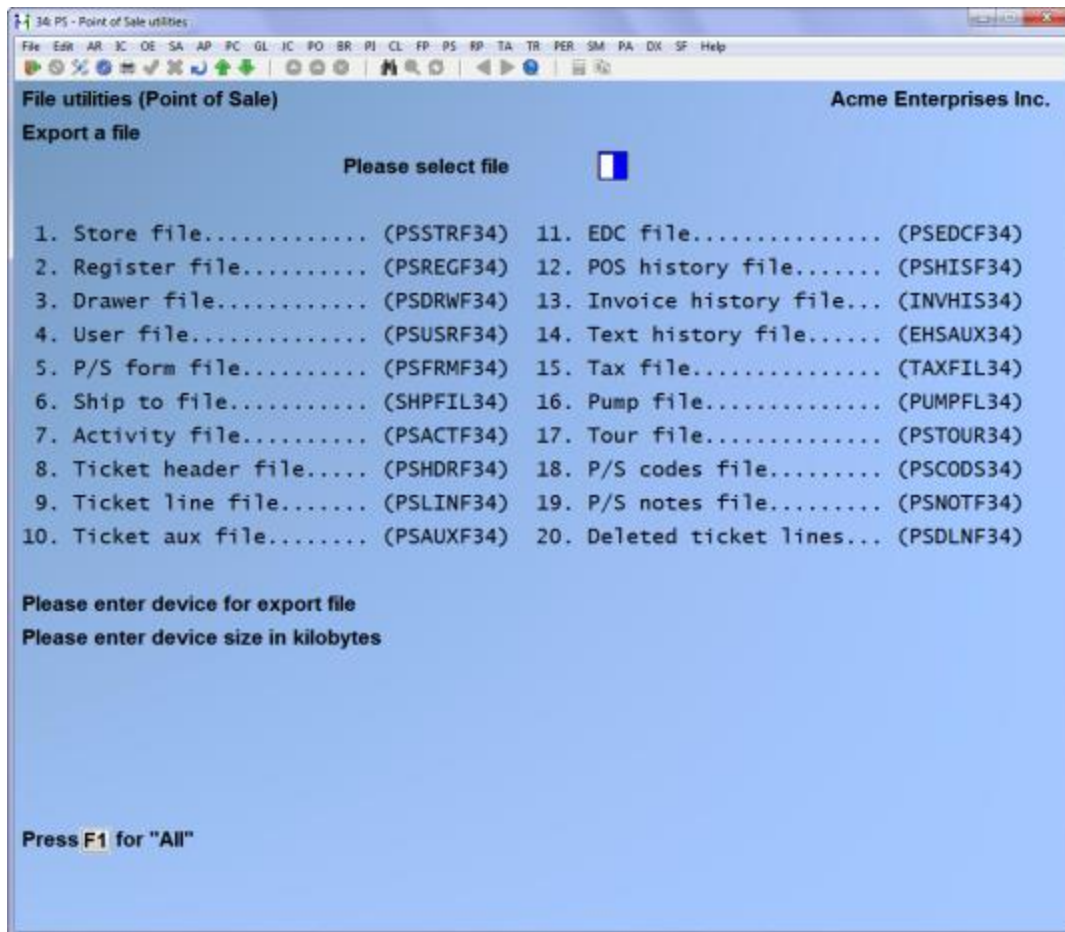 34: PS - Point of Sale utilities
File Edit AR IC OE SA AP PC GL JC PO BR PJ CL FP PS RP TA TR PER SM PA DX SF Help
File utilities (Point of Sale) Acme Enterprises Inc.
Export a file
Please select file
1. Store file............. (PSSTRF34) 11. EDC file............... (PSEDCF34)
2. Register file.......... (PSREGF34) 12. POS history file....... (PSHISF34)
3. Drawer file............ (PSDRWF34) 13. Invoice history file... (INVHIS34)
4. User file.............. (PSUSRF34) 14. Text history file...... (EHSAUX34)
5. P/S form file.......... (PSFRMF34) 15. Tax file............... (TAXFIL34)
6. Ship to file........... (SHPFIL34) 16. Pump file.............. (PUMPFL34)
7. Activity file.......... (PSACTF34) 17. Tour file.............. (PSTOUR34)
8. Ticket header file..... (PSHDRF34) 18. P/S codes file......... (PSCODS34)
9. Ticket line file....... (PSLINF34) 19. P/S notes file......... (PSNOTF34)
10. Ticket aux file........ (PSAUXF34) 20. Deleted ticket lines... (PSDLNF34)
Please enter device for export file
Please enter device size in kilobytes
Press F1 for "All"